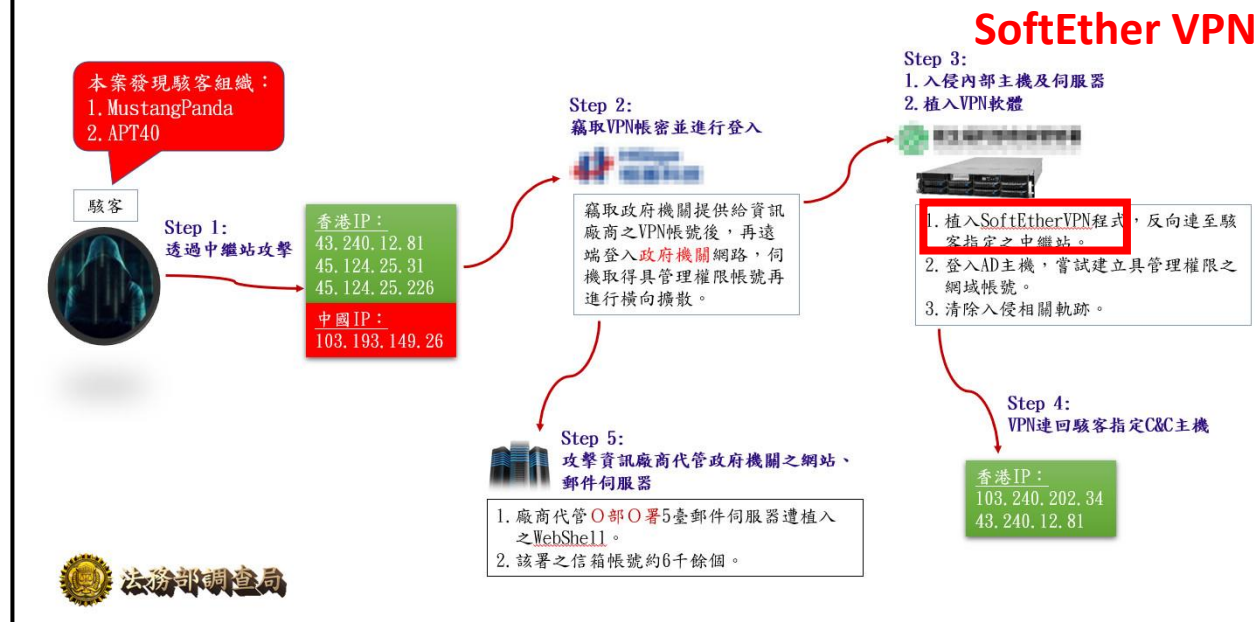 SoftEther VPN
本案發現駭客組織：
1.MustangPanda
2.APT40
駭客
Step 1:
透過中繼站攻擊
香港IP：
43.240.12.81
45.124.25.31
45.124.25.226
中國IP：
103.193.149.26
Step 2:
竊取VPN帳密並進行登入
竊取政府機關提供給資訊
廠商之VPN帳號後，再遠
端登入政府機關網路，伺
機取得具管理權限帳號再
進行橫向擴散。
Step 3:
1.入侵內部主機及伺服器
2.植入VPN軟體
1.植入SoftEtherVPN程式，反向連至駭
客指定之中繼站。
2.登入AD主機，嘗試建立具管理權限之
網域帳號。
3.清除入侵相關軌跡。
Step 4:
VPN連回駭客指定C&C主機
香港IP：
103.240.202.34
43.240.12.81
Step 5:
攻擊資訊廠商代管政府機關之網站、
郵件伺服器
1.廠商代管O部O署5臺郵件伺服器遭植入
之WebShell。
2.該署之信箱帳號約6千餘個。
法務部調查局